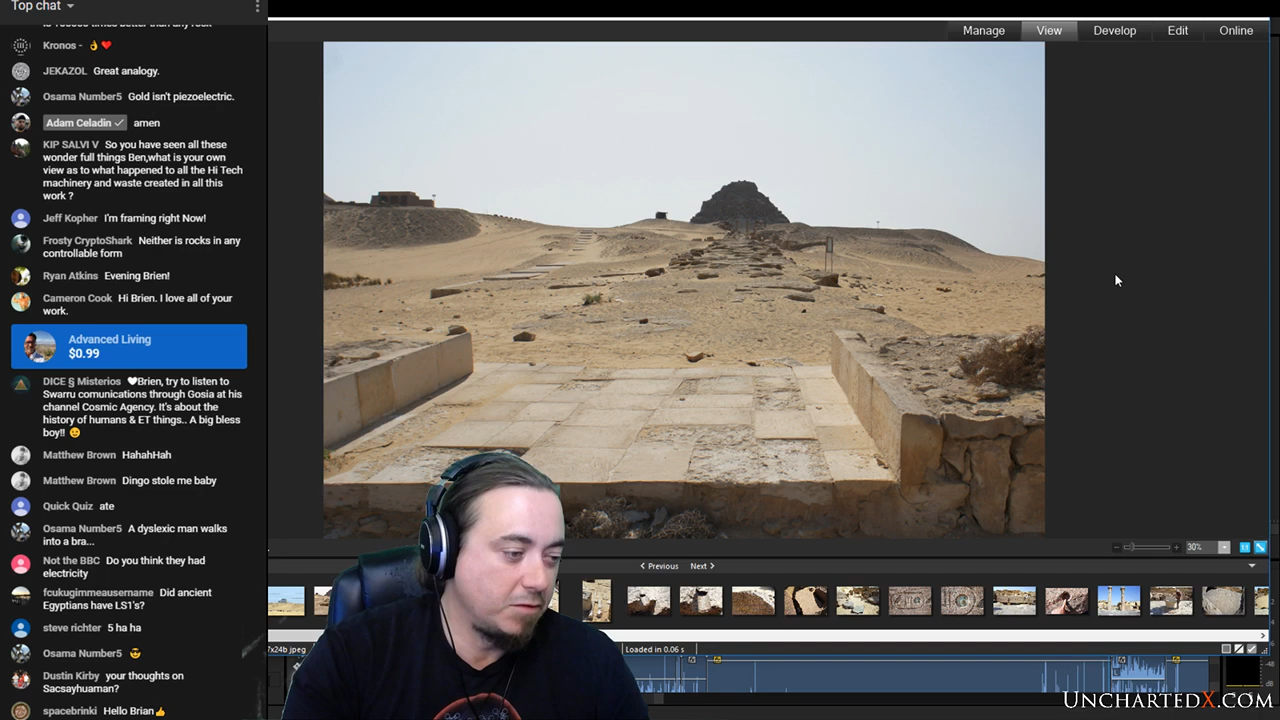 Top chat
Manage View Develop Edit Online
Kronos -
JEKAZOL Great analogy.
Osama Number5 Gold isn't piezoelectric.
Adam Celadin amen
KIP SALVI V So you have seen all these
wonder full things Ben,what is your own
view as to what happened to all the Hi Tech
machinery and waste created in all this
work ?
Jeff Kopher I'm framing right Now!
Frosty CryptoShark Neither is rocks in any
controllable form
Ryan Atkins Evening Brien!
Cameron Cook Hi Brien. I love all of your
work.
Advanced Living
$0.99
DICE § Misterios Brien, try to listen to
Swarru comunications through Gosia at his
channel Cosmic Agency. It's about the
history of humans & ET things.. A big bless
boy!!
Matthew Brown HahahHah
Matthew Brown Dingo stole me baby
Quick Quiz ate
Osama Number5 A dyslexic man walks
into a bra...
Not the BBC Do you think they had
electricity
fcukugimmeausername Did ancient
Egyptians have LS1's?
steve richter 5 ha ha
Osama Number5
Dustin Kirby your thoughts on
Sacsayhuaman?
spacebrinki Hello Brian
30%
Previous Next
7x24b jpeg Loaded in 0.06 s
UnchartedX.com